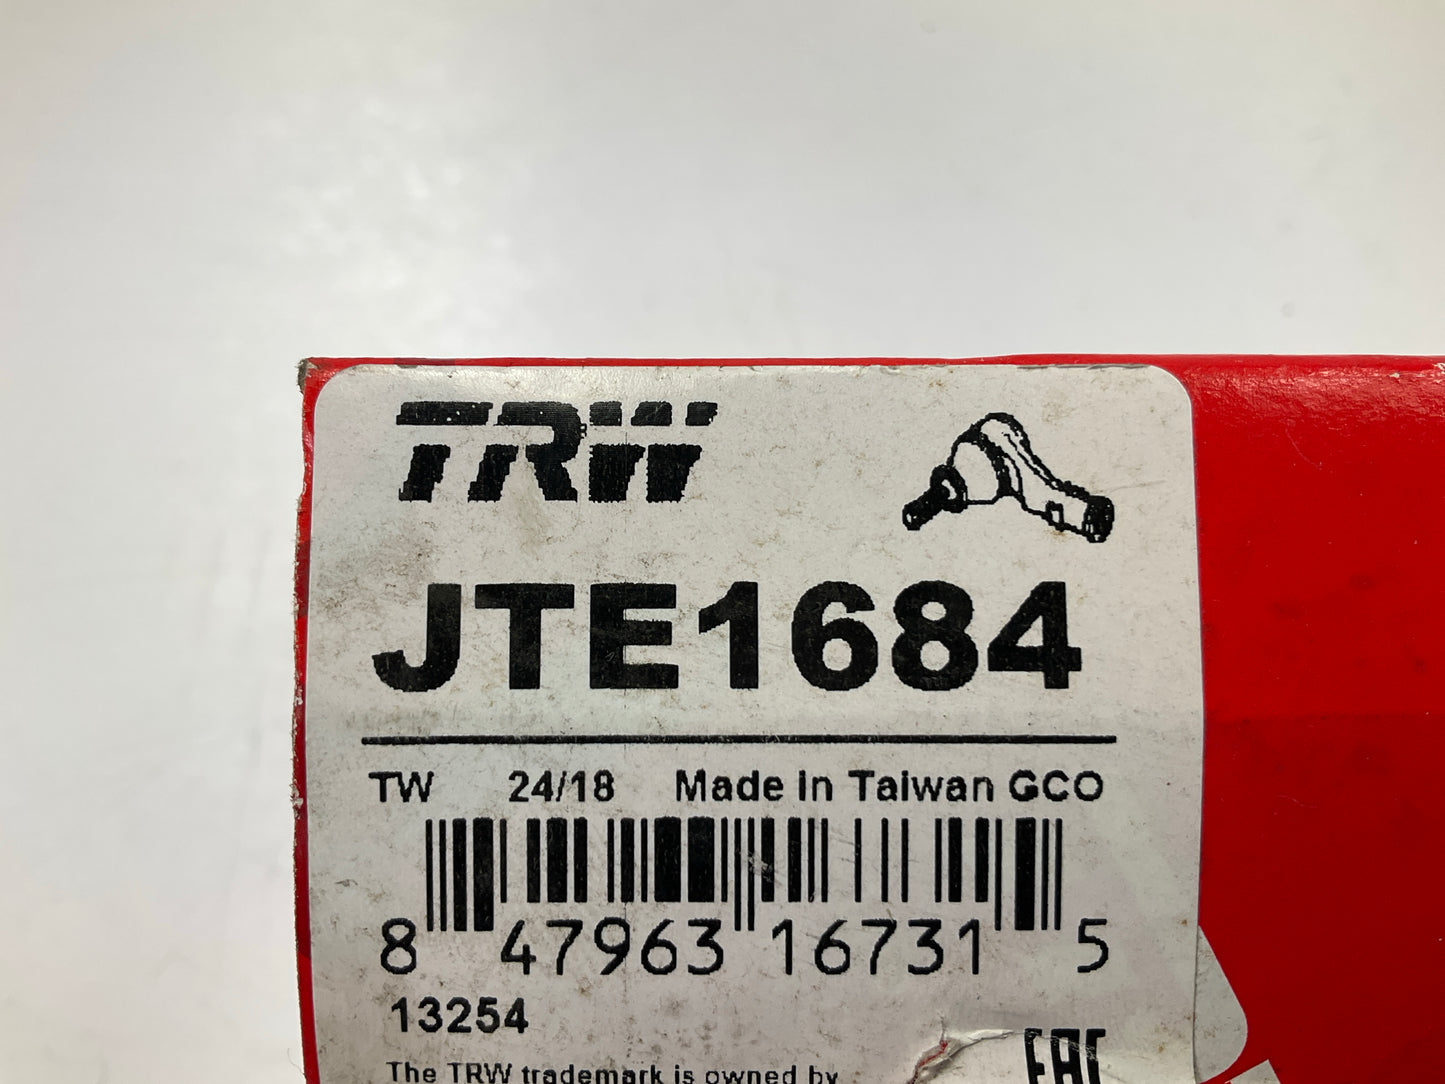 TRW
JTE1684
TW 24/18 Made In Taiwan GCO
8 47963 16731 5
13254
EAC
The TRW trademark is owned by